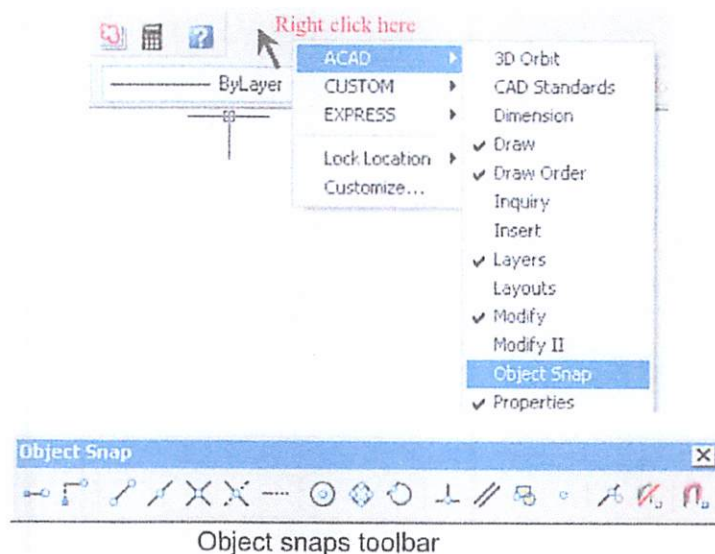 Right click here
ACAD
CUSTOM
EXPRESS
Lock Location
Customize...
ByLayer
3D Orbit
CAD Standards
Dimension
Draw
Draw Order
Inquiry
Insert
Layers
Layouts
Modify
Modify II
Object Snap
Properties
Object Snap
Object snaps toolbar